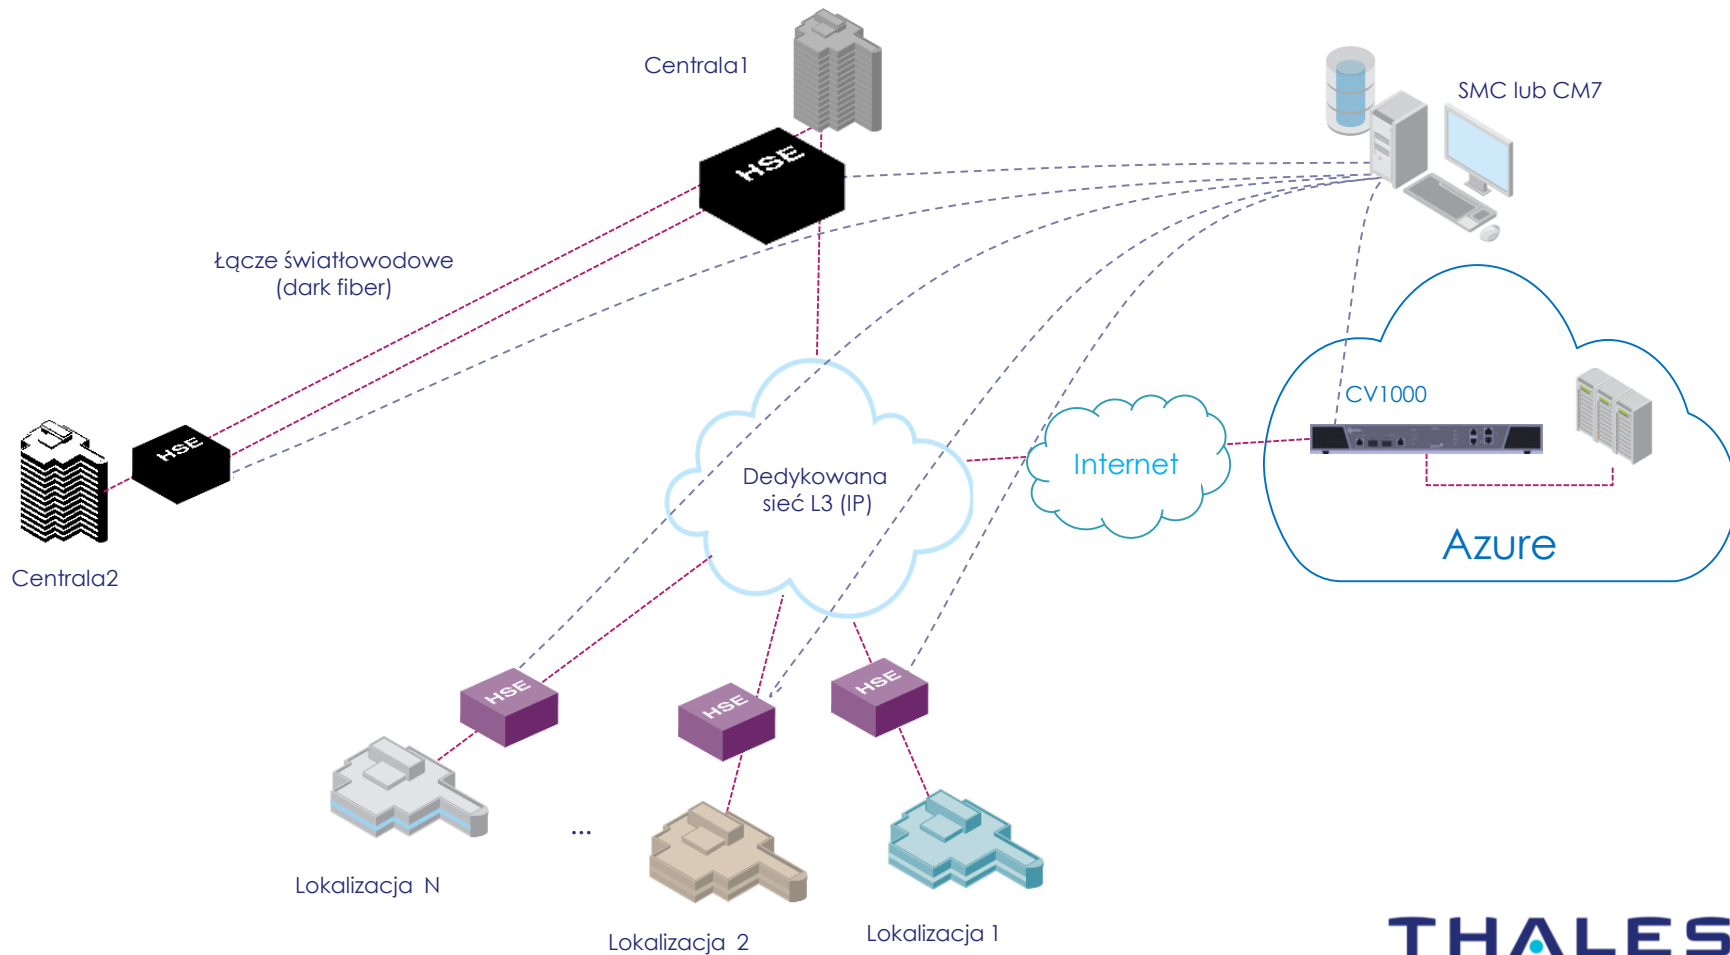 Centrala1
SMC lub CM7
HSE
Łącze światłowodowe
(dark fiber)
CV1000
HSE
Dedykowana
sieć L3 (IP)
Internet
Azure
Centrala2
HSE
HSE
HSE
...
Lokalizacja N
Lokalizacja 2
Lokalizacja 1
THALES